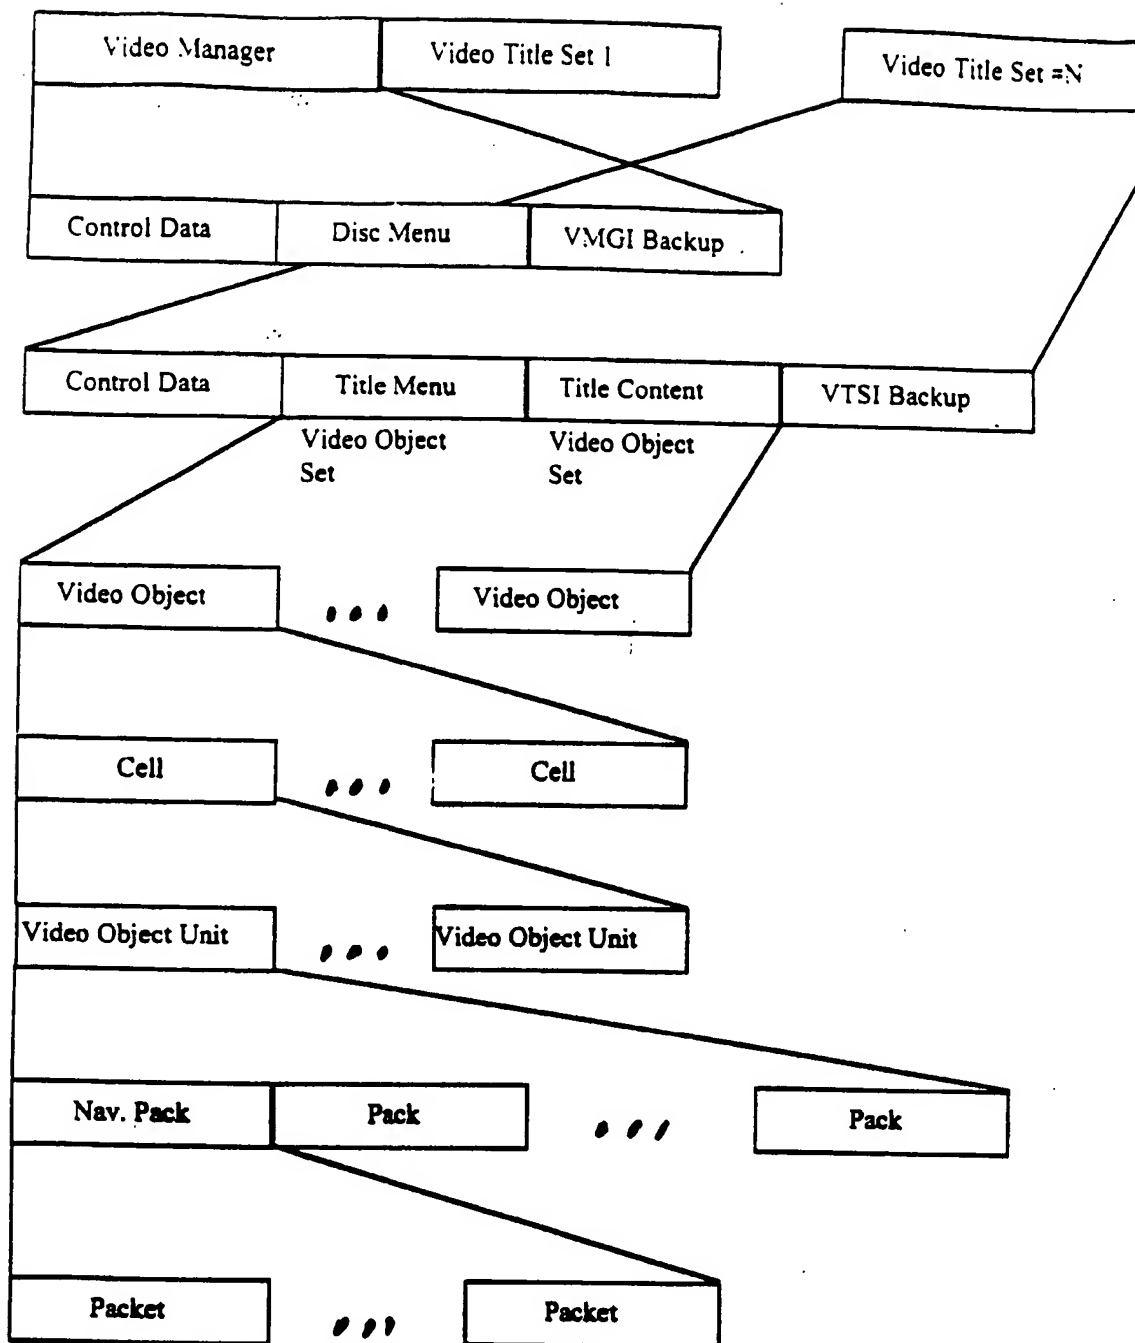 Video Manager
Video Title Set 1
Video Title Set =N
Control Data
Disc Menu
VMGI Backup
Control Data
Title Menu
Title Content
VTSI Backup
Video Object
Set
Video Object
Set
Video Object
Video Object
Cell
Cell
Video Object Unit
Video Object Unit
Nav. Pack
Pack
Pack
Packet
Packet